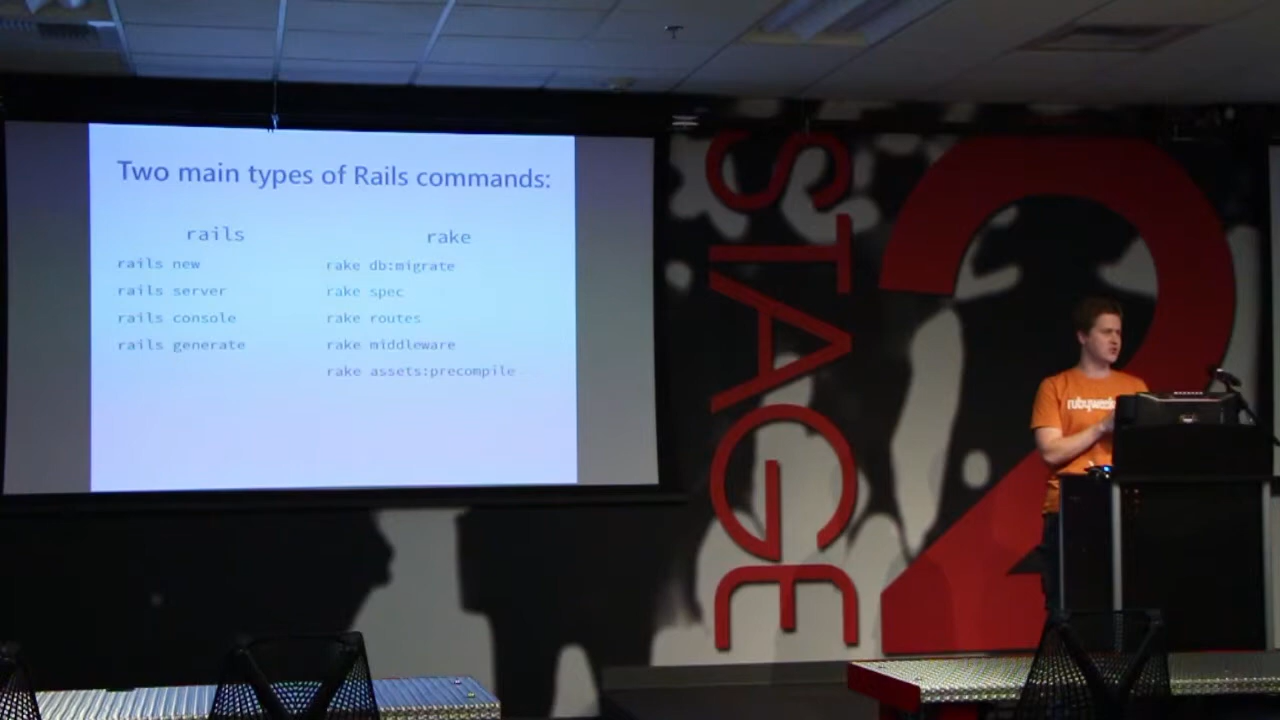 Two main types of Rails commands:
rails
rails new
rails server
rails console
rails generate
rake
rake db:migrate
rake spec
rake routes
rake middleware
rake assets:precompile
STAGE
2